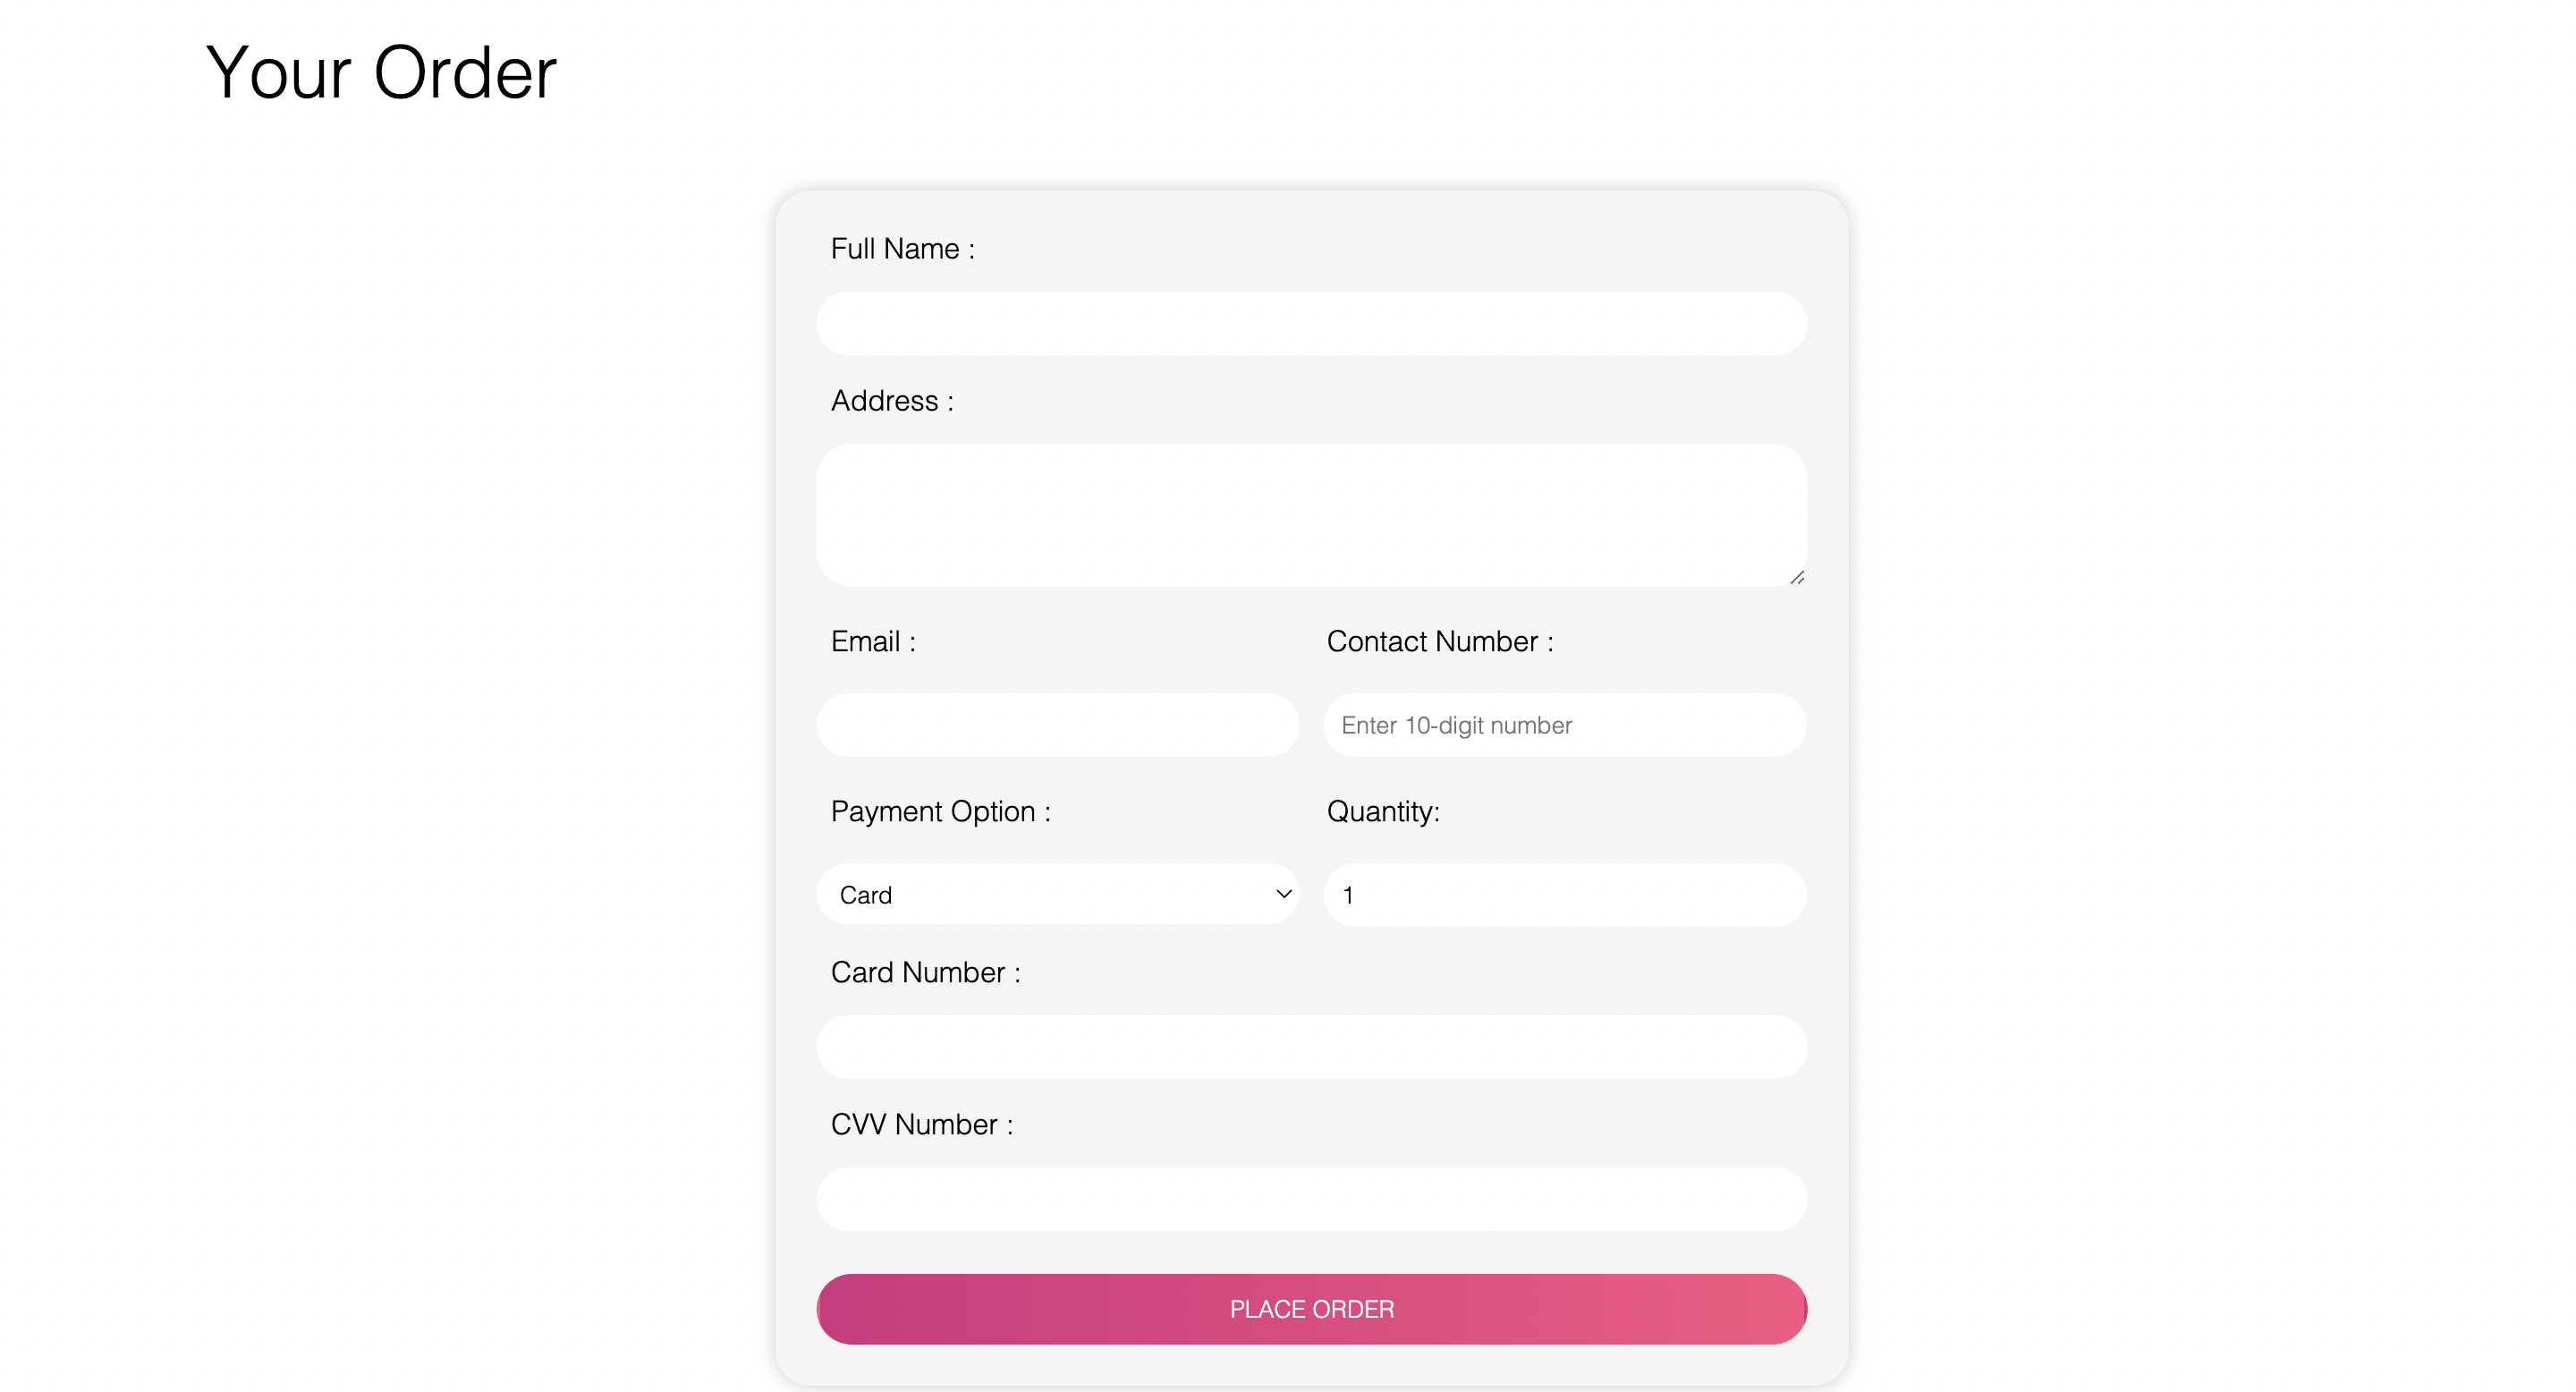 Your Order
Full Name :
Address :
Email :
Contact Number :
Enter 10-digit number
Payment Option :
Quantity:
Card
1
Card Number :
CVV Number :
PLACE ORDER